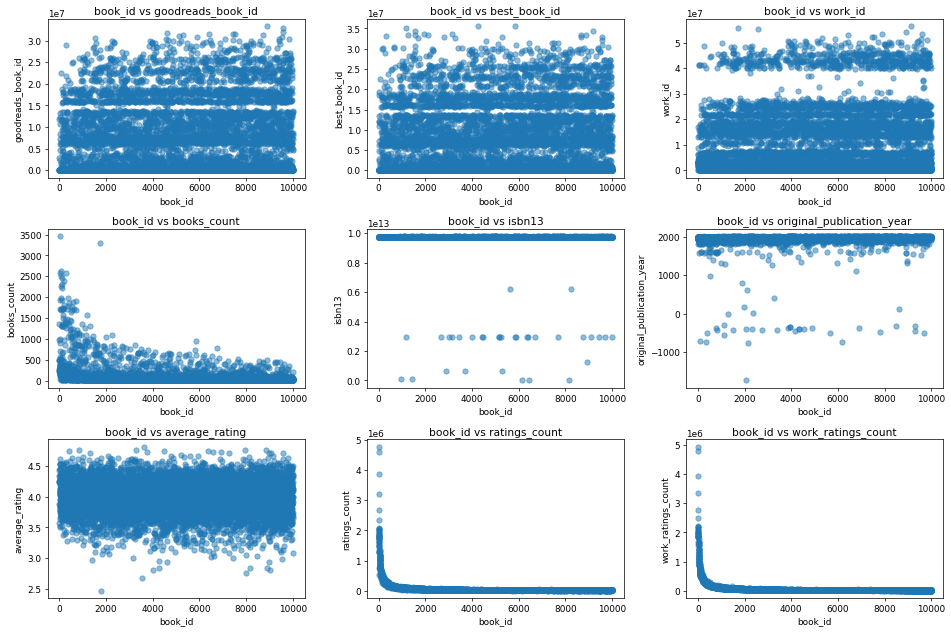 book_id vs goodreads_book_id
1e7
goodreads_book_id
3.0
2.5
2.0
1.5
1.0
0.5
0.0
0 2000 4000 6000 8000 10000
book_id
book_id vs best_book_id
1e7
best_book_id
3.5
3.0
2.5
2.0
1.5
1.0
0.5
0.0
0 2000 4000 6000 8000 10000
book_id
book_id vs work_id
1e7
work_id
5
4
3
2
1
0
0 2000 4000 6000 8000 10000
book_id
book_id vs books_count
books_count
3500
3000
2500
2000
1500
1000
500
0
0 2000 4000 6000 8000 10000
book_id
book_id vs isbn13
1e13
isbn13
1.0
0.8
0.6
0.4
0.2
0.0
0 2000 4000 6000 8000 10000
book_id
book_id vs original_publication_year
original_publication_year
2000
1000
0
−1000
0 2000 4000 6000 8000 10000
book_id
book_id vs average_rating
average_rating
4.5
4.0
3.5
3.0
2.5
0 2000 4000 6000 8000 10000
book_id
book_id vs ratings_count
1e6
ratings_count
5
4
3
2
1
0
0 2000 4000 6000 8000 10000
book_id
book_id vs work_ratings_count
1e6
work_ratings_count
5
4
3
2
1
0
0 2000 4000 6000 8000 10000
book_id